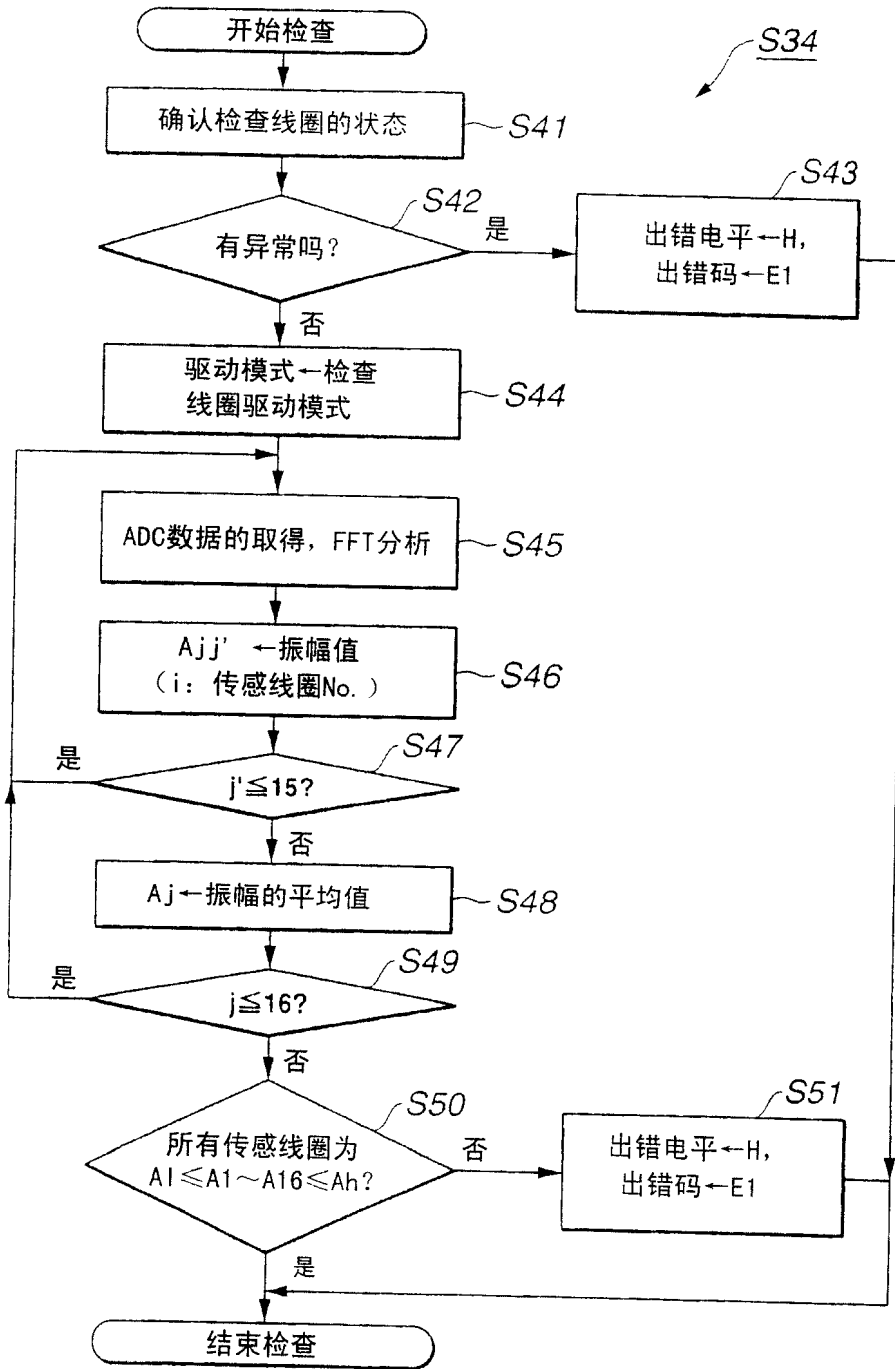 开始检查
S34
确认检查线圈的状态
S41
S42
有异常吗?
是
S43
出错电平←H,
出错码←E1
否
驱动模式←检查
线圈驱动模式
S44
ADC数据的取得, FFT分析
S45
Ajj' ←振幅值
(i: 传感线圈No.)
S46
S47
是
j'≦15?
否
Aj←振幅的平均值
S48
S49
是
j≦16?
否
S50
所有传感线圈为
Al≤A1～A16≤Ah?
否
S51
出错电平←H,
出错码←E1
是
结束检查